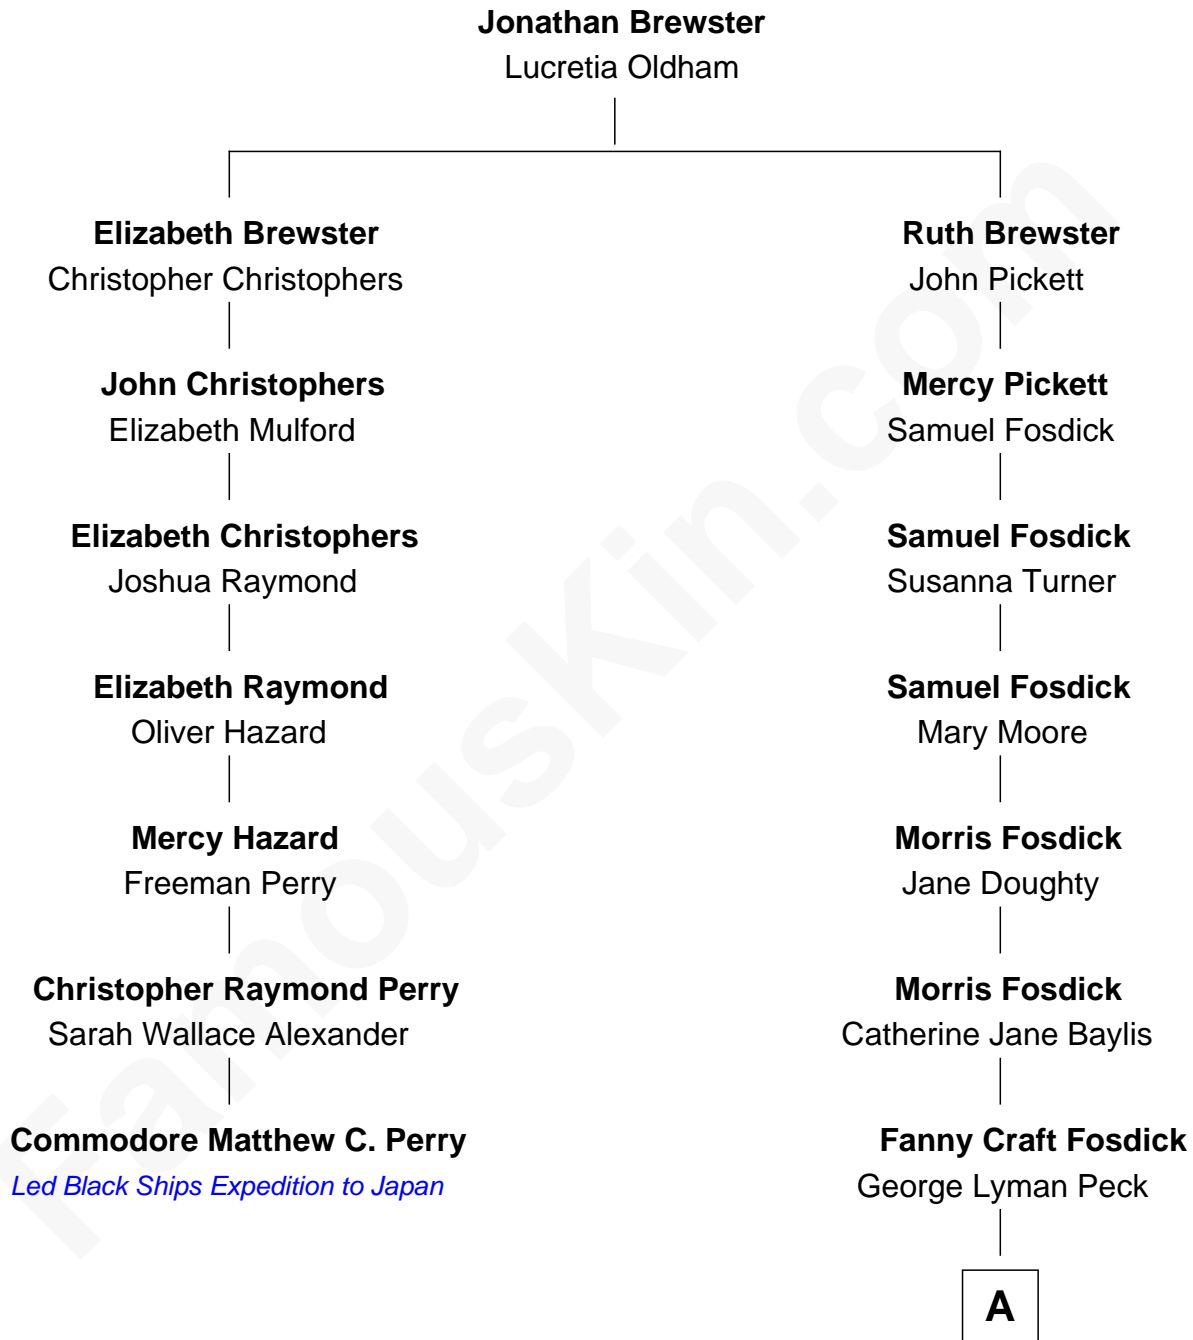 Jonathan Brewster
Lucretia Oldham
Elizabeth Brewster
Christopher Christophers
John Christophers
Elizabeth Mulford
Elizabeth Christophers
Joshua Raymond
Elizabeth Raymond
Oliver Hazard
Mercy Hazard
Freeman Perry
Christopher Raymond Perry
Sarah Wallace Alexander
Commodore Matthew C. Perry
Led Black Ships Expedition to Japan
Ruth Brewster
John Pickett
Mercy Pickett
Samuel Fosdick
Samuel Fosdick
Susanna Turner
Samuel Fosdick
Mary Moore
Morris Fosdick
Jane Doughty
Morris Fosdick
Catherine Jane Baylis
Fanny Craft Fosdick
George Lyman Peck
A
FamousKin.com